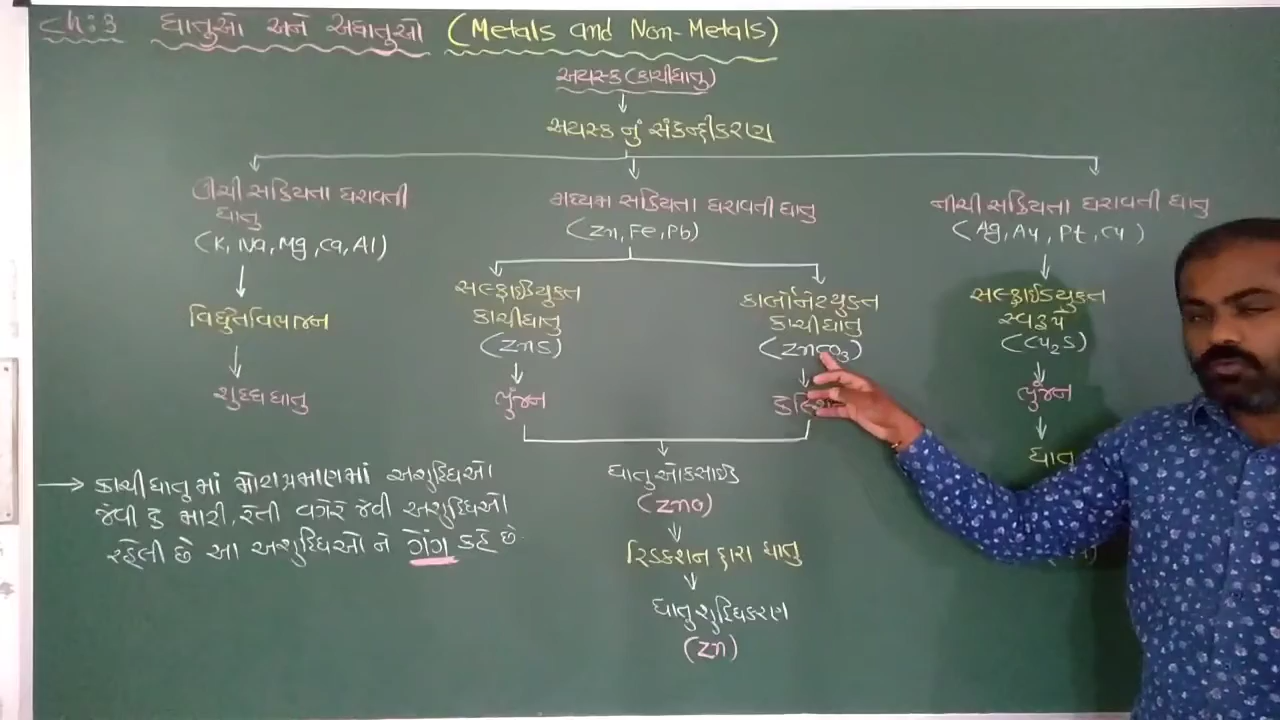 Ch:3 ધાતુઓ અને અધાતુઓ (Metals and Non-Metals)
અયસ્ક(કાચીધાતુ)
અયસ્ક નું સંકેન્દ્રીકરણ
ઊંચી સક્રિયતા ધરાવતી
ધાતુ
(K, Na, Mg, Ca, Al)
વિદ્યુતવિભાજન
શુધ્ધ ધાતુ
મધ્યમ સક્રિયતા ધરાવતી ધાતુ
(Zn, Fe, Pb)
સલ્ફાઈડયુક્ત
કાચીધાતુ
(ZnS)
ભુંજન
કાર્બોનેટયુક્ત
કાચીધાતુ
(ZnCO3)
ધાતુઓક્સાઈડ
(ZnO)
રિડક્શન દ્વારા ધાતુ
ધાતુશુધ્ધિકરણ
(Zn)
નીચી સક્રિયતા ધરાવતી ધાતુ
(Ag, Au, Pt, Cu)
સલ્ફાઈડયુક્ત
સ્વરૂપે
(Cu2S)
ભુંજન
ધાતુ
→ કાચીધાતુમાં મોટાપ્રમાણમાં અશુધ્ધિઓ
જેવી કે માટી, રેતી વગેરે જેવી અશુધ્ધિઓ
રહેલી છે આ અશુધ્ધિઓ ને ગેંગ કહે છે.